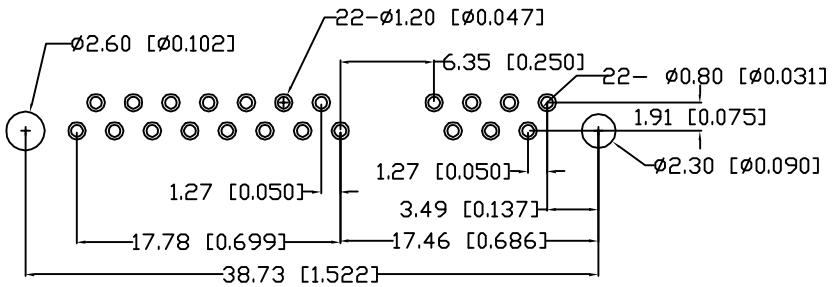 22-ø1.20 [ø0.047]
ø2.60 [ø0.102]
6.35 [0.250]
22- ø0.80 [ø0.031]
1.91 [0.075]
1.27 [0.050]
1.27 [0.050]
ø2.30 [ø0.090]
3.49 [0.137]
17.78 [0.699]
17.46 [0.686]
38.73 [1.522]